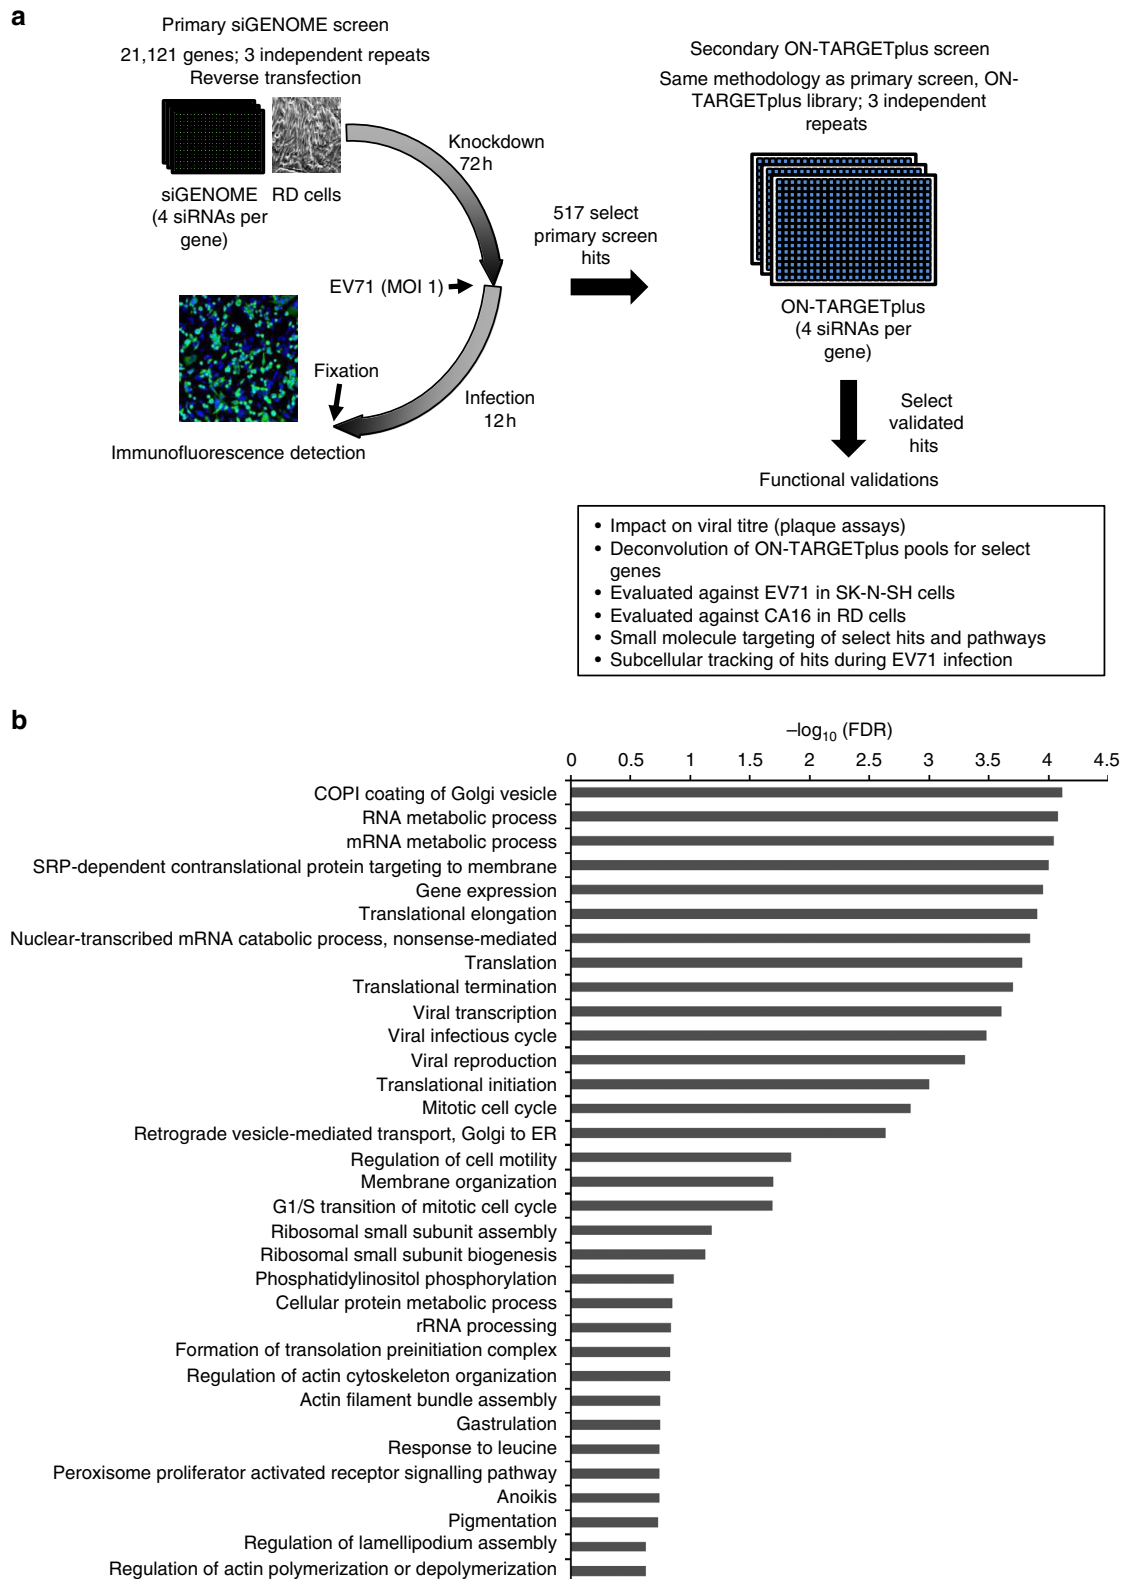 a
Primary siGENOME screen
21,121 genes; 3 independent repeats
Reverse transfection
siGENOME
(4 siRNAs per
gene)
RD cells
Knockdown
72 h
EV71 (MOI 1)
Fixation
Infection
12 h
Immunofluorescence detection
517 select
primary screen
hits
Secondary ON-TARGETplus screen
Same methodology as primary screen, ON-
TARGETplus library; 3 independent
repeats
ON-TARGETplus
(4 siRNAs per
gene)
Select
validated
hits
Functional validations
• Impact on viral titre (plaque assays)
• Deconvolution of ON-TARGETplus pools for select
genes
• Evaluated against EV71 in SK-N-SH cells
• Evaluated against CA16 in RD cells
• Small molecule targeting of select hits and pathways
• Subcellular tracking of hits during EV71 infection
b
–log10 (FDR)
0 0.5 1 1.5 2 2.5 3 3.5 4 4.5
COPI coating of Golgi vesicle
RNA metabolic process
mRNA metabolic process
SRP-dependent contranslational protein targeting to membrane
Gene expression
Translational elongation
Nuclear-transcribed mRNA catabolic process, nonsense-mediated
Translation
Translational termination
Viral transcription
Viral infectious cycle
Viral reproduction
Translational initiation
Mitotic cell cycle
Retrograde vesicle-mediated transport, Golgi to ER
Regulation of cell motility
Membrane organization
G1/S transition of mitotic cell cycle
Ribosomal small subunit assembly
Ribosomal small subunit biogenesis
Phosphatidylinositol phosphorylation
Cellular protein metabolic process
rRNA processing
Formation of transolation preinitiation complex
Regulation of actin cytoskeleton organization
Actin filament bundle assembly
Gastrulation
Response to leucine
Peroxisome proliferator activated receptor signalling pathway
Anoikis
Pigmentation
Regulation of lamellipodium assembly
Regulation of actin polymerization or depolymerization